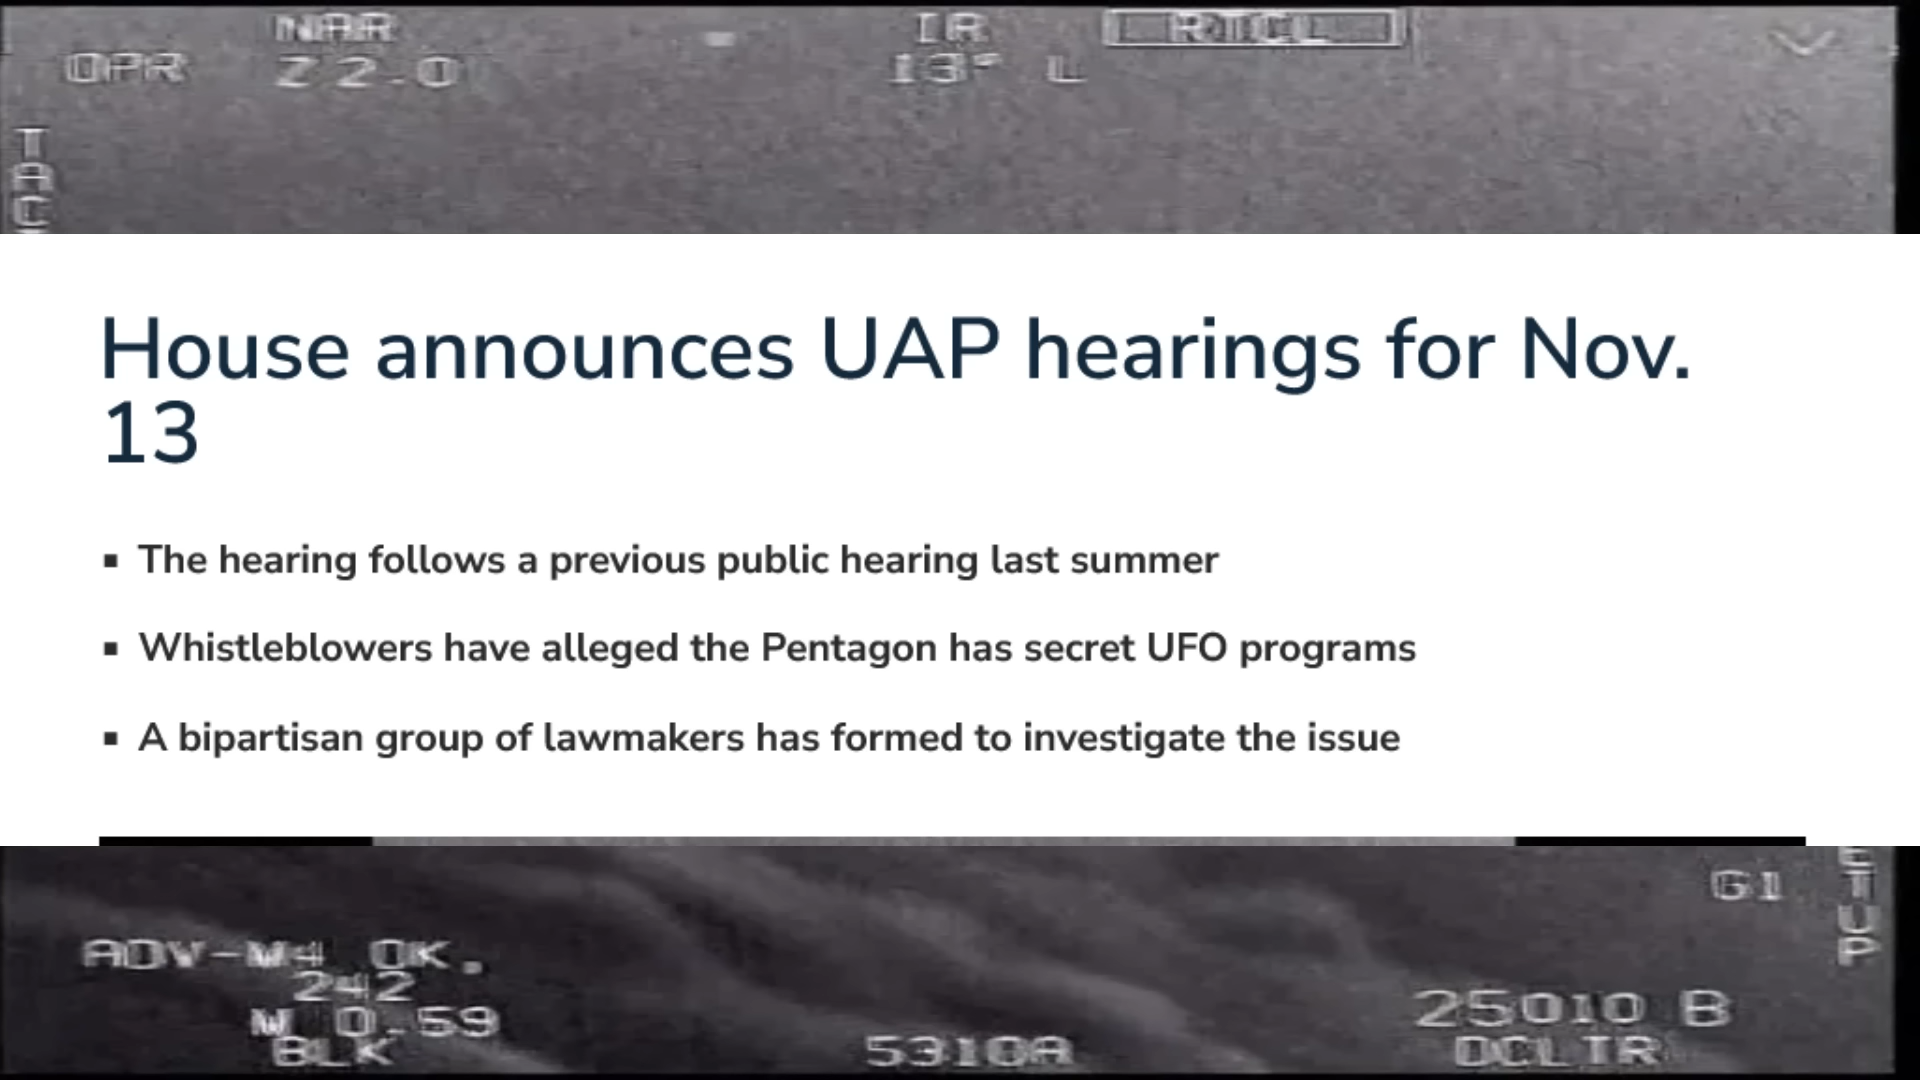 NAR IR RTCL
OPR Z 2.0 13° L
T
A
C
House announces UAP hearings for Nov.
13
▪ The hearing follows a previous public hearing last summer
▪ Whistleblowers have alleged the Pentagon has secret UFO programs
▪ A bipartisan group of lawmakers has formed to investigate the issue
E
T
U
P
G1
ADV-M4 OK.
242
M 0.59
BLK
5310A
25010 B
DCLTR